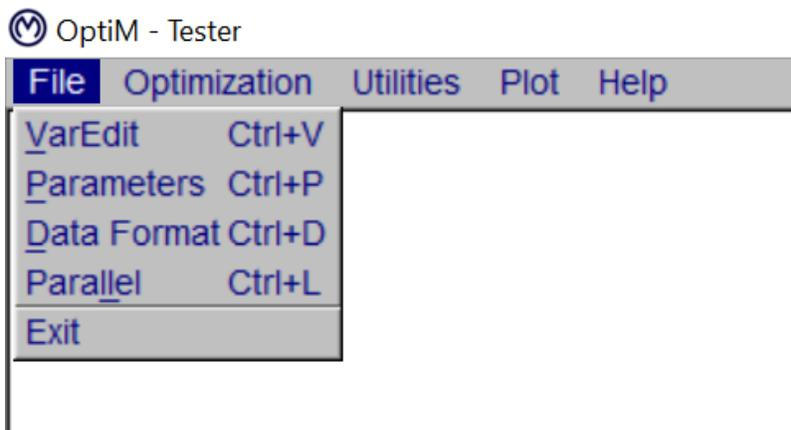 OptiM - Tester
File Optimization Utilities Plot Help
VarEdit Ctrl+V
Parameters Ctrl+P
Data Format Ctrl+D
Parallel Ctrl+L
Exit